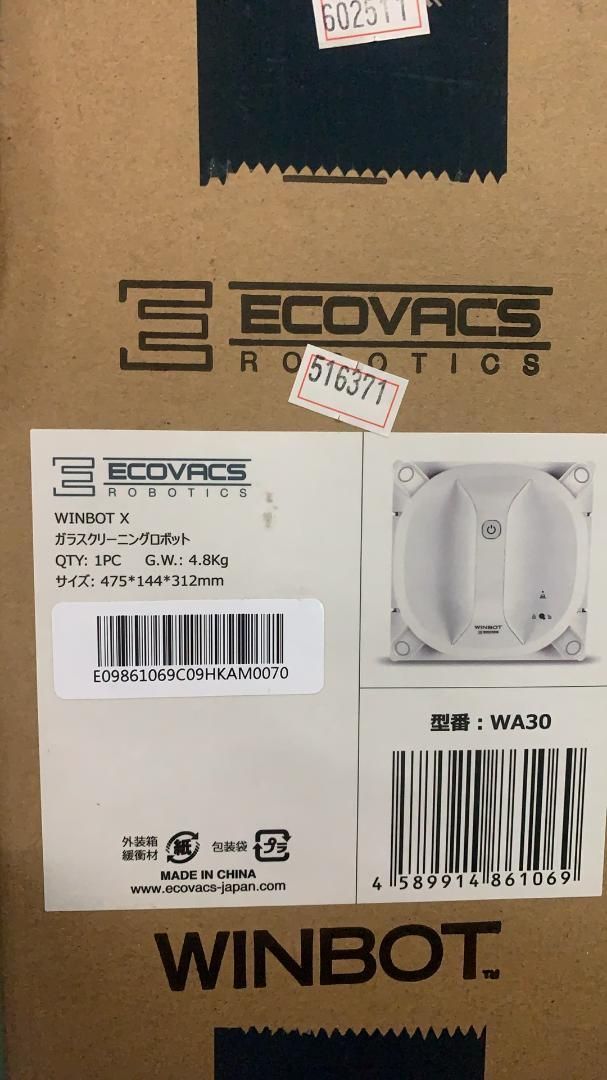 602511
ECOVACS
ROBOTICS
516371
ECOVACS
ROBOTICS
WINBOT X
ガラスクリーニングロボット
QTY: 1PC G.W.: 4.8Kg
サイズ: 475*144*312mm
E09861069C09HKAM0070
WINBOT
型番：WA30
外装箱
緩衝材
紙
包装袋
プラ
MADE IN CHINA
www.ecovacs-japan.com
4 589914 861069
WINBOT™